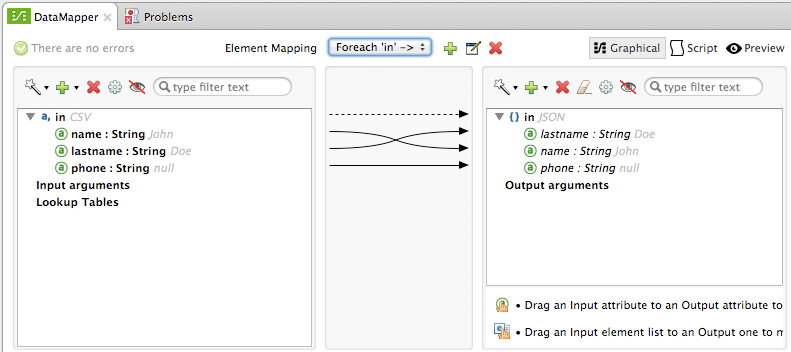 DataMapper Problems
There are no errors Element Mapping Foreach 'in' -> Graphical Script Preview
type filter text type filter text
a, in CSV
name : String John
lastname : String Doe
phone : String null
Input arguments
Lookup Tables
{} in JSON
lastname : String Doe
name : String John
phone : String null
Output arguments
• Drag an Input attribute to an Output attribute to
• Drag an Input element list to an Output one to m